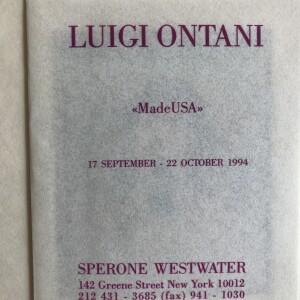 LUIGI ONTANI
«MadeUSA»
17 SEPTEMBER - 22 OCTOBER 1994
SPERONE WESTWATER
142 Greene Street New York 10012
212 431 - 3685 (fax) 941 - 1030